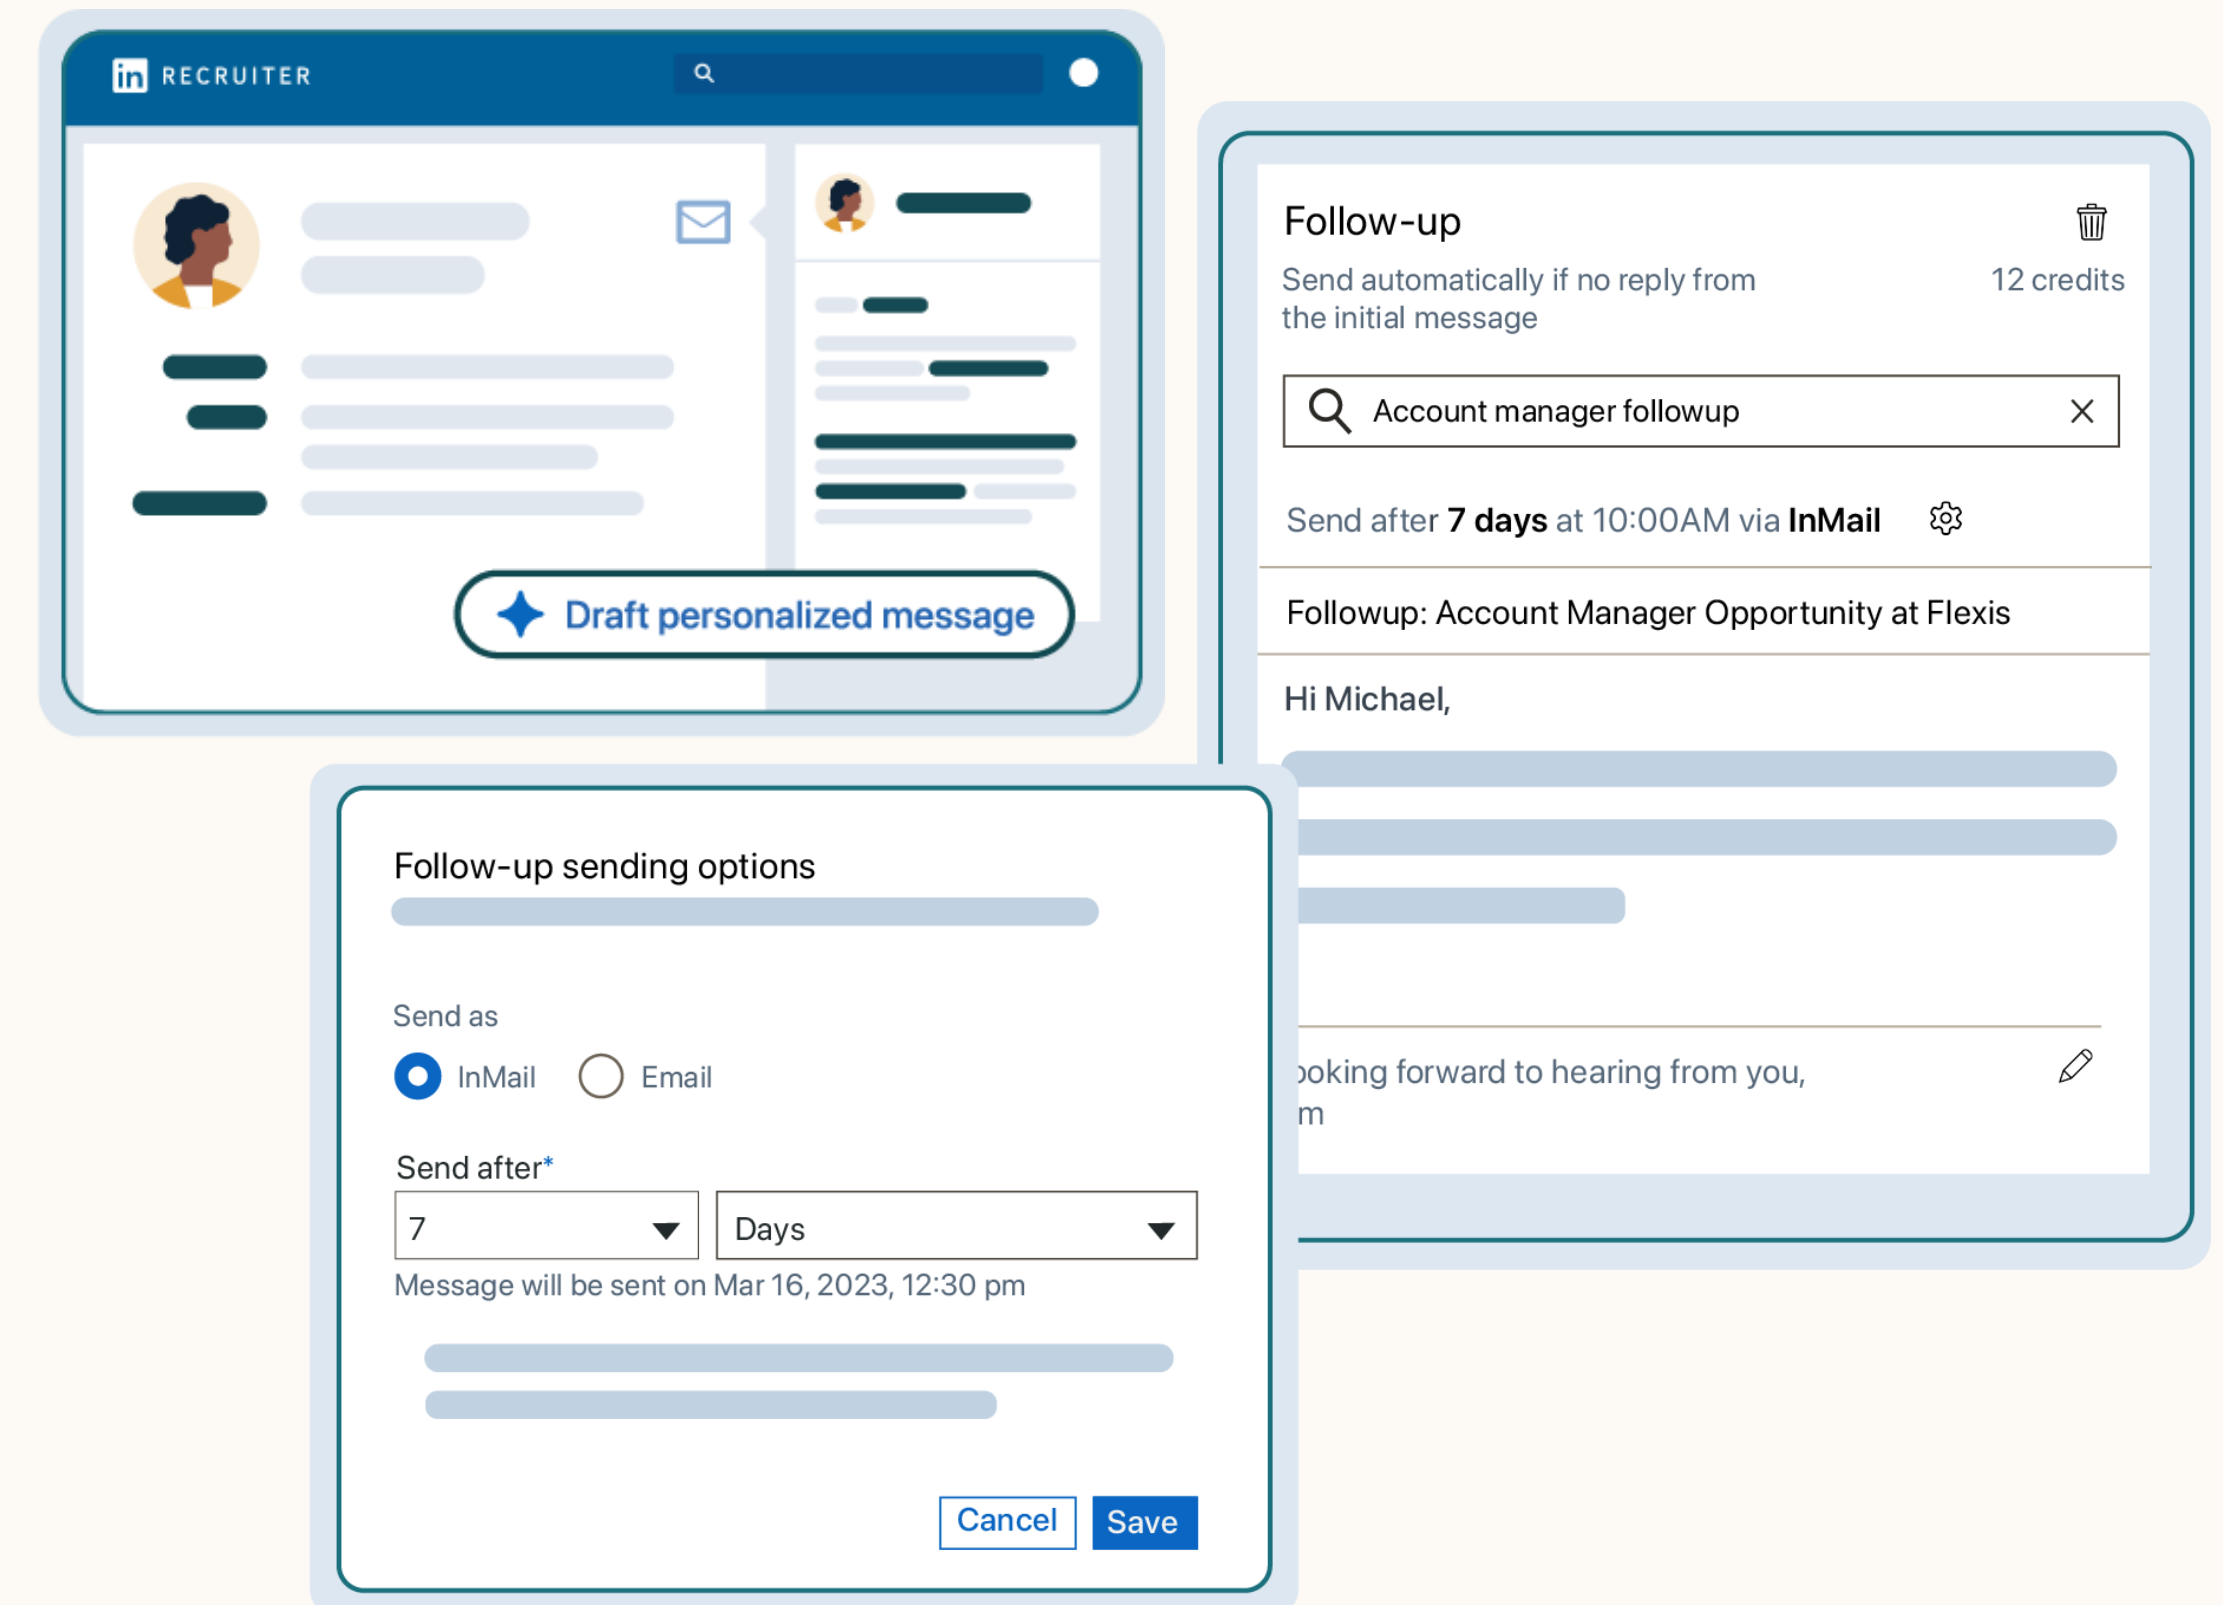 in RECRUITER
Draft personalized message
Follow-up
Send automatically if no reply from
the initial message
12 credits
Account manager followup
Send after 7 days at 10:00AM via InMail
Followup: Account Manager Opportunity at Flexis
Hi Michael,
ooking forward to hearing from you,
m
Follow-up sending options
Send as
InMail Email
Send after*
7 Days
Message will be sent on Mar 16, 2023, 12:30 pm
Cancel Save